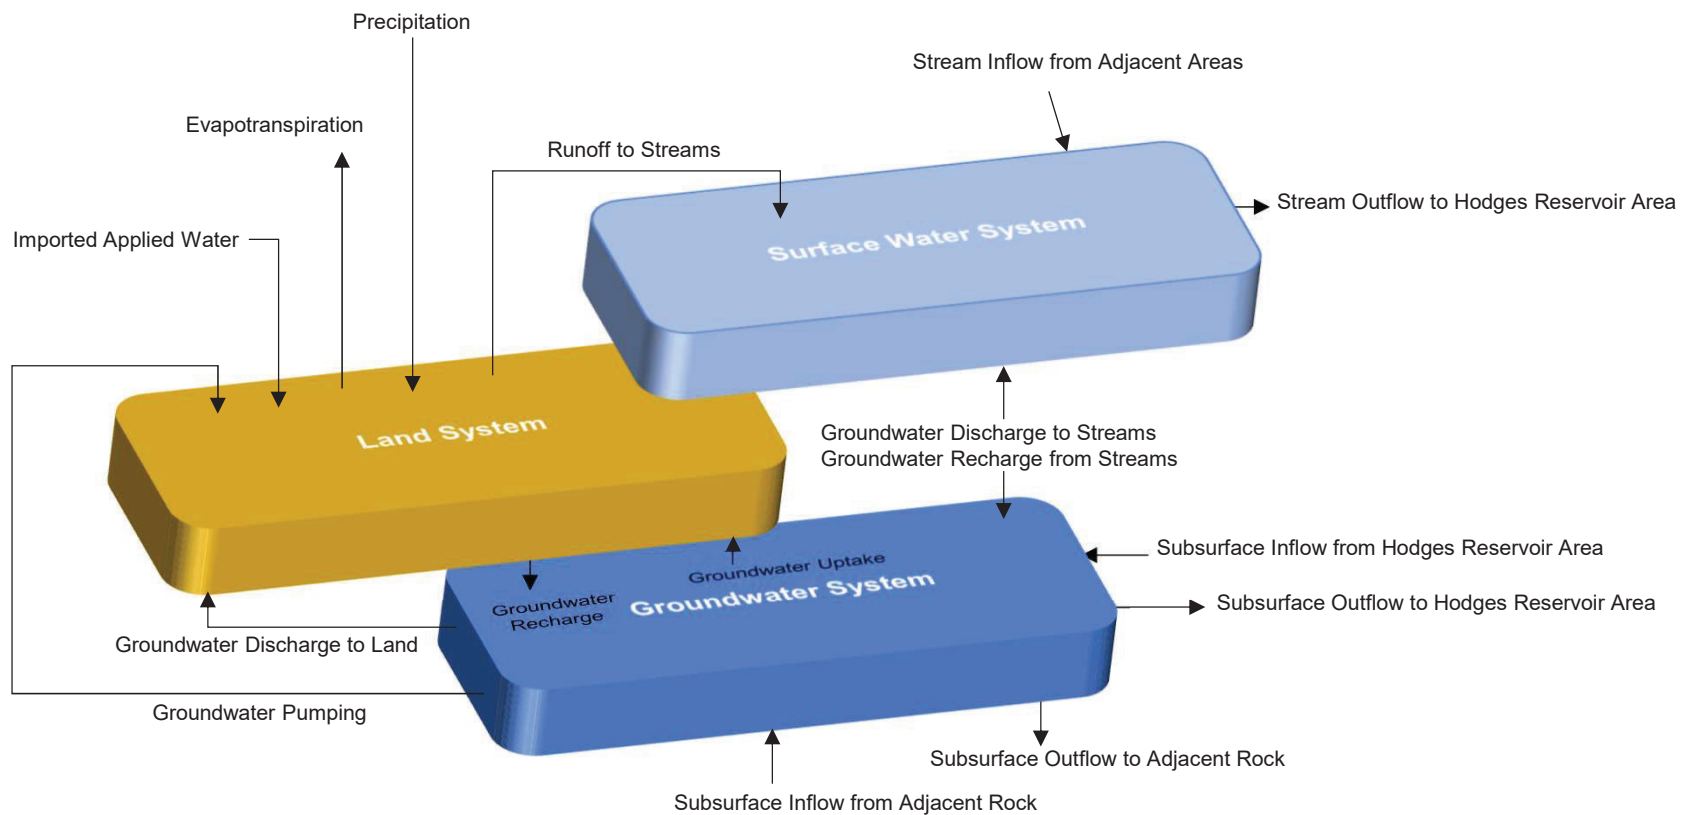 Precipitation
Stream Inflow from Adjacent Areas
Evapotranspiration
Runoff to Streams
Stream Outflow to Hodges Reservoir Area
Surface Water System
Imported Applied Water
Land System
Groundwater Discharge to Streams
Groundwater Recharge from Streams
Subsurface Inflow from Hodges Reservoir Area
Groundwater Uptake
Groundwater System
Groundwater
Recharge
Subsurface Outflow to Hodges Reservoir Area
Groundwater Discharge to Land
Groundwater Pumping
Subsurface Outflow to Adjacent Rock
Subsurface Inflow from Adjacent Rock